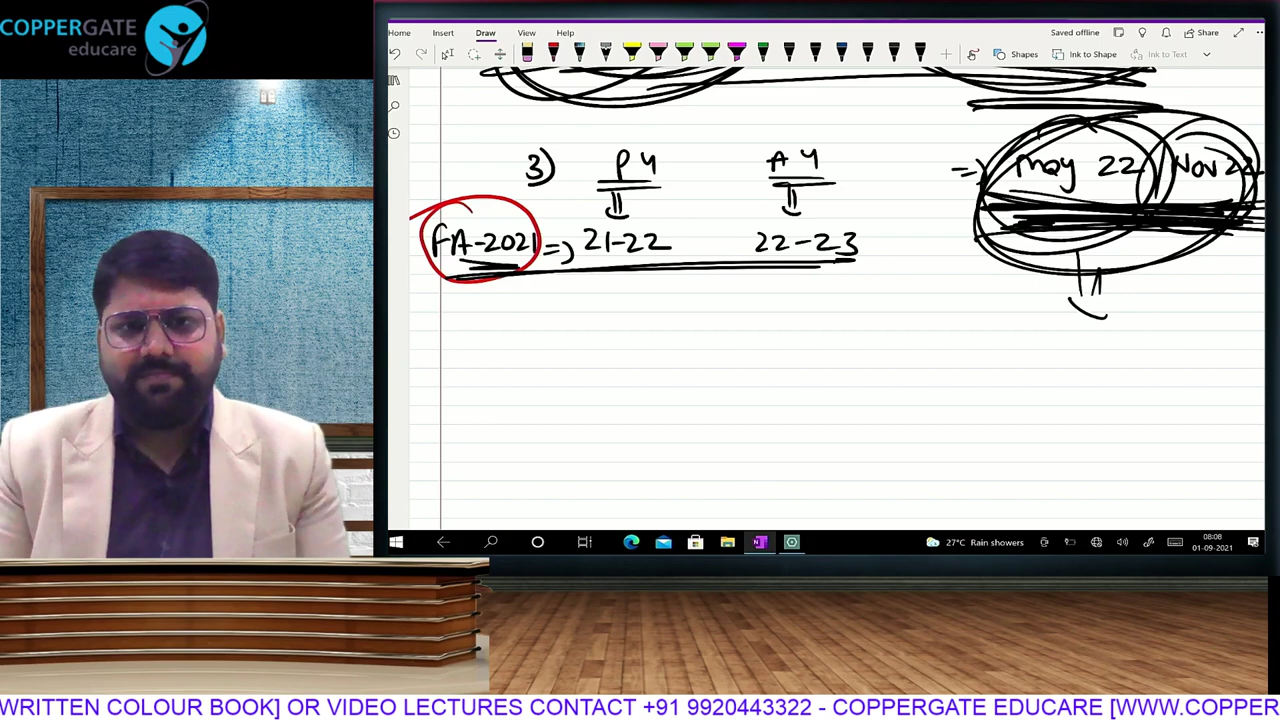 COPPERGATE
educare
Home Insert Draw View Help
Saved offline
Share
Shapes
Ink to Shape
Ink to Text
3) PY AY => May 22 Nov 22
FA-2021 => 21-22 22-23
27°C Rain showers
08:08
01-09-2021
WRITTEN COLOUR BOOK] OR VIDEO LECTURES CONTACT +91 9920443322 - COPPERGATE EDUCARE [WWW.COPPER